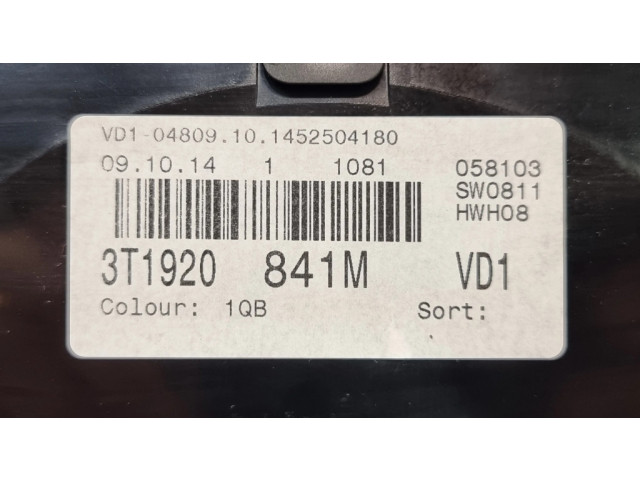 VD1-04809.10.1452504180
09.10.14 1 1081 058103
SW0811
HWH08
3T1920 841M VD1
Colour: 1QB Sort: